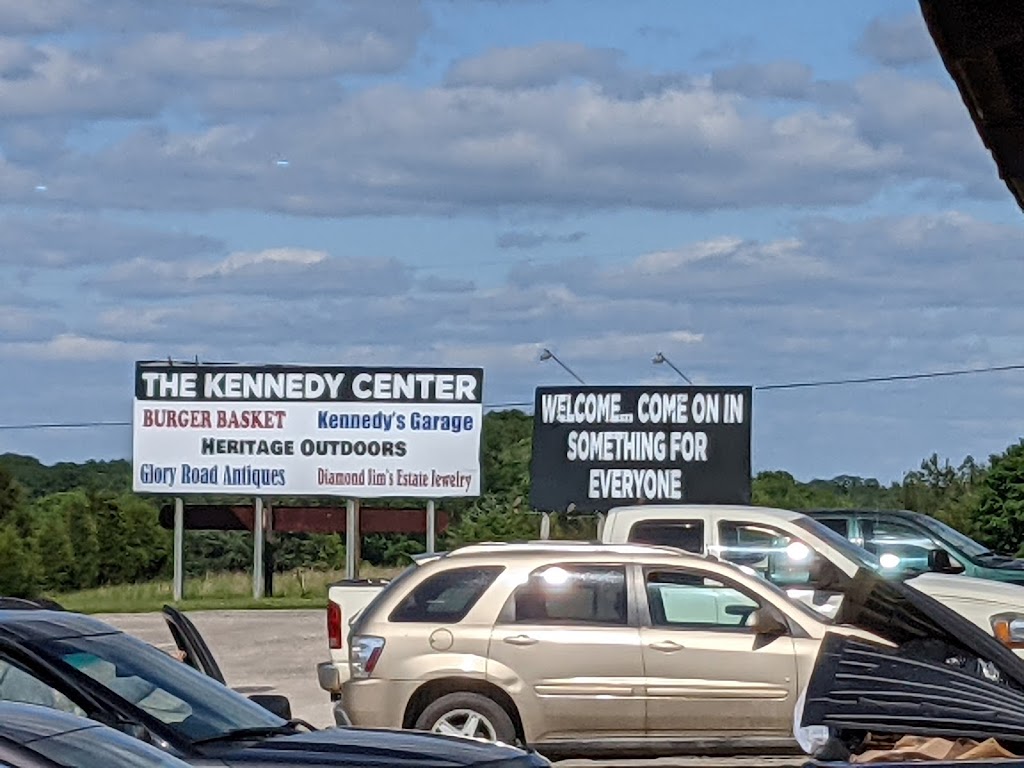 THE KENNEDY CENTER
BURGER BASKET Kennedy's Garage
HERITAGE OUTDOORS
Glory Road Antiques Diamond Jim's Estate Jewelry
WELCOME... COME ON IN
SOMETHING FOR
EVERYONE